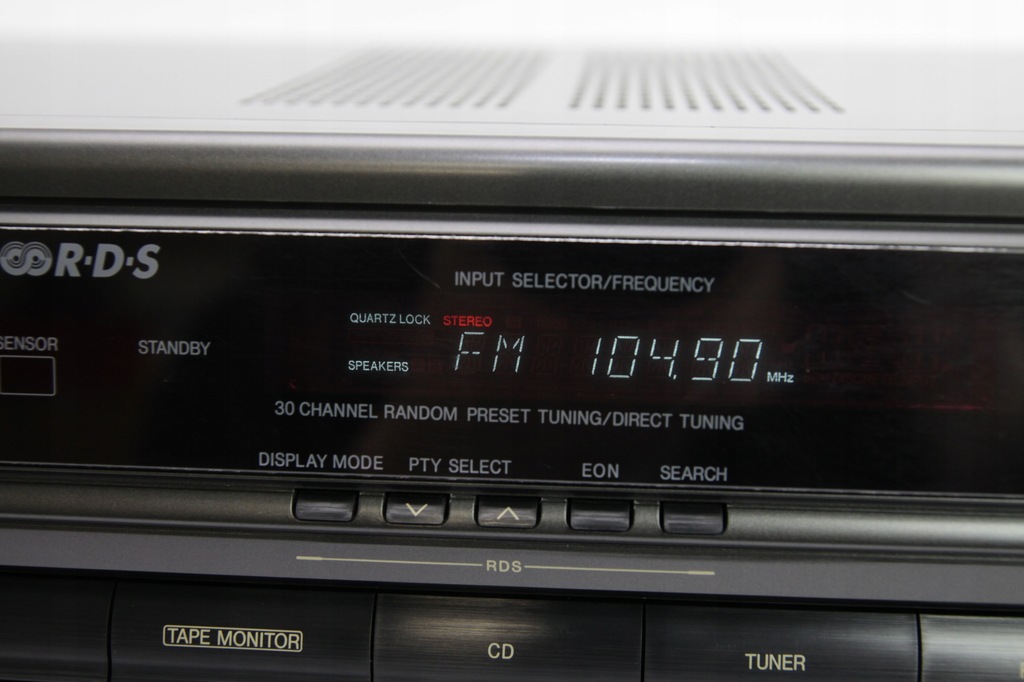 R·D·S
INPUT SELECTOR/FREQUENCY
QUARTZ LOCK STEREO
SENSOR
STANDBY
SPEAKERS
FM 104.90 MHz
30 CHANNEL RANDOM PRESET TUNING/DIRECT TUNING
DISPLAY MODE PTY SELECT EON SEARCH
RDS
TAPE MONITOR
CD
TUNER